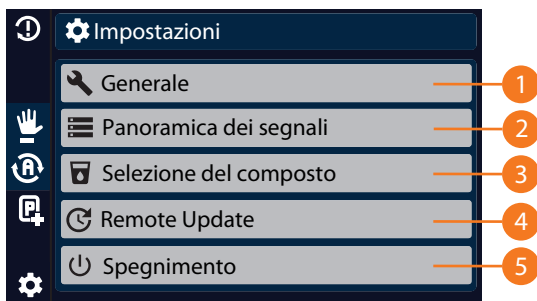 Impostazioni
Generale 1
Panoramica dei segnali 2
Selezione del composto 3
Remote Update 4
Spegnimento 5
A
P